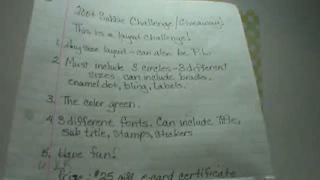 Challenge/Giveaway
This is a layout challenge!
1. Any size layout - can also be P.L.
2. Must include 3 circles - 3 different
sizes. can include brads.
enamel dot, bling, labels.
3. The color green.
4. 3 different fonts. Can include Title,
Sub title, Stamps, Stickers
5. Have fun!
Prize: $25 e-card certificate